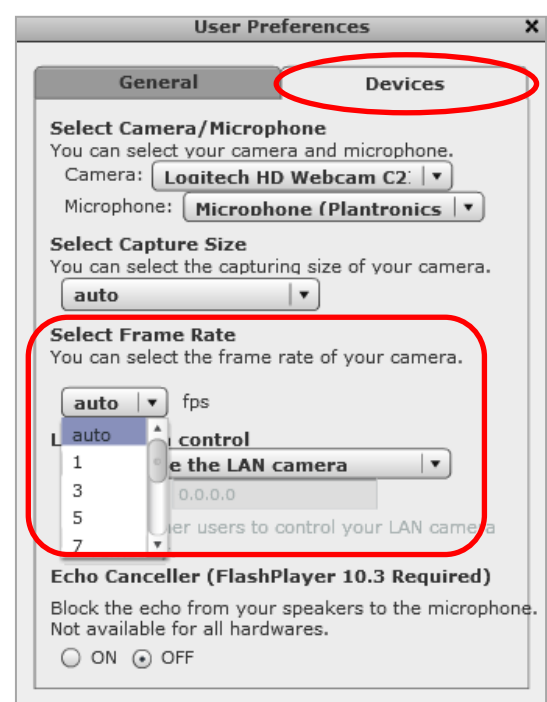 User Preferences x
General Devices
Select Camera/Microphone
You can select your camera and microphone.
Camera: Logitech HD Webcam C2
Microphone: Microphone (Plantronics
Select Capture Size
You can select the capturing size of your camera.
auto
Select Frame Rate
You can select the frame rate of your camera.
auto fps
auto
L control
1
e the LAN camera
3
0.0.0.0
5
er users to control your LAN camera
7
Echo Canceller (FlashPlayer 10.3 Required)
Block the echo from your speakers to the microphone.
Not available for all hardwares.
ON OFF